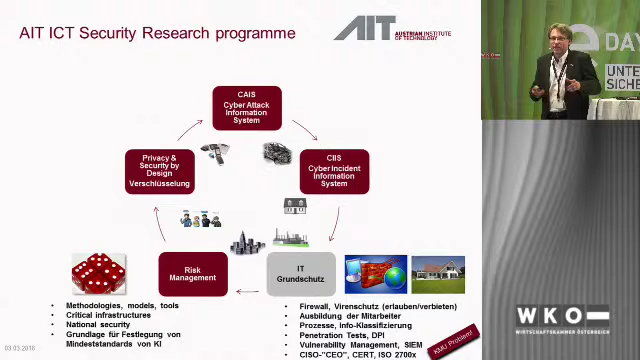 AIT ICT Security Research programme
AIT
AUSTRIAN INSTITUTE
OF TECHNOLOGY
DAY
UNTE
SICHE
CAIS
Cyber Attack
Information
System
Privacy &
Security by
Design
Verschlüsselung
CIIS
Cyber Incident
Information
System
Risk
Management
IT
Grundschutz
• Methodologies, models, tools
• Critical infrastructures
• National security
• Grundlage für Festlegung von
Mindeststandards von KI
• Firewall, Virenschutz (erlauben/verbieten)
• Ausbildung der Mitarbeiter
• Prozesse, Info-Klassifizierung
• Penetration Tests, DPI
• Vulnerability Management, SIEM
• CISO-"CEO", CERT, ISO 2700x
KMU Problem!
03.03.2016
WKO
WIRTSCHAFTSKAMMER ÖSTERREICH